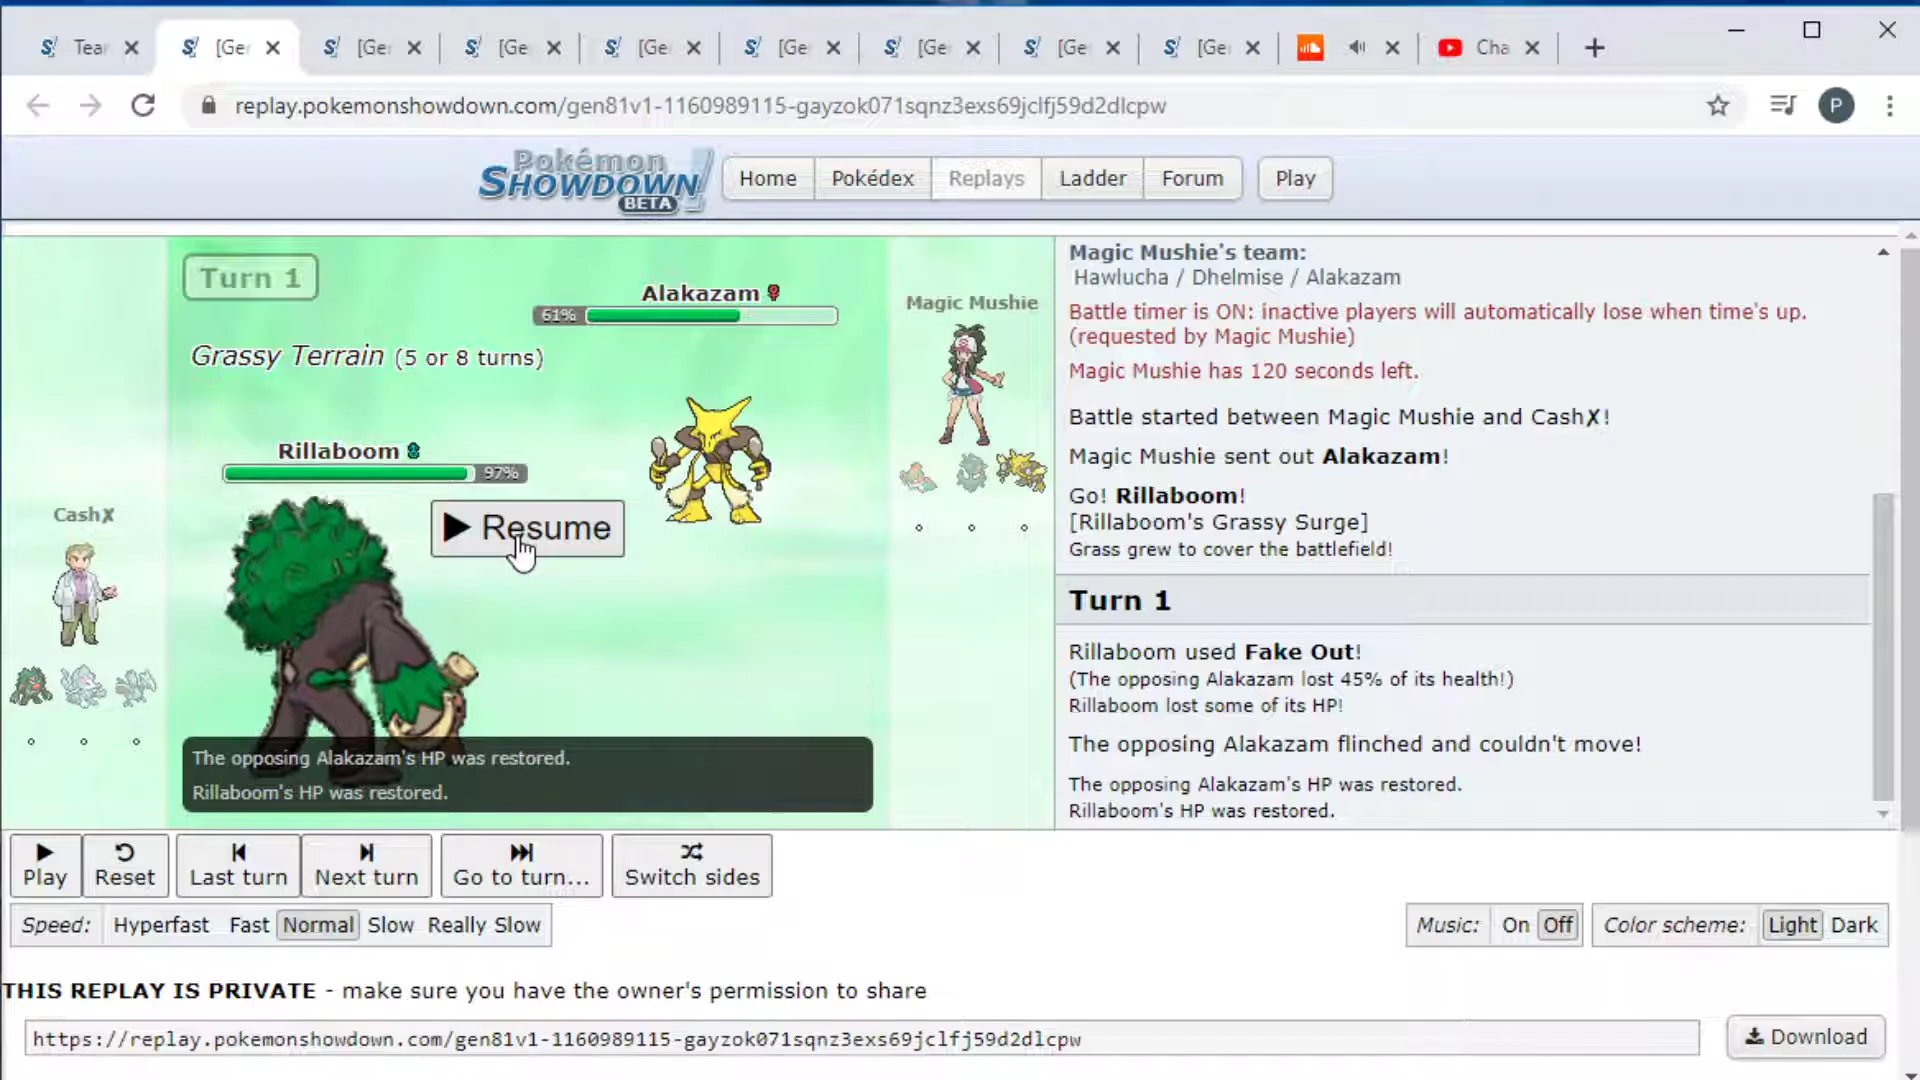 Tear
[Ge
[Ge
[Ge
[Ge
[Ge
[Ge
[Ge
[Ge
Cha
replay.pokemonshowdown.com/gen81v1-1160989115-gayzok071sqnz3exs69jclfj59d2dlcpw
P
Pokémon
SHOWDOWN!
BETA
Home
Pokédex
Replays
Ladder
Forum
Play
Turn 1
Alakazam
61%
Grassy Terrain (5 or 8 turns)
Rillaboom
97%
Resume
CashX
Magic Mushie
The opposing Alakazam's HP was restored.
Rillaboom's HP was restored.
Magic Mushie's team:
Hawlucha / Dhelmise / Alakazam
Battle timer is ON: inactive players will automatically lose when time's up.
(requested by Magic Mushie)
Magic Mushie has 120 seconds left.
Battle started between Magic Mushie and Cash✗!
Magic Mushie sent out Alakazam!
Go! Rillaboom!
[Rillaboom's Grassy Surge]
Grass grew to cover the battlefield!
Turn 1
Rillaboom used Fake Out!
(The opposing Alakazam lost 45% of its health!)
Rillaboom lost some of its HP!
The opposing Alakazam flinched and couldn't move!
The opposing Alakazam's HP was restored.
Rillaboom's HP was restored.
Play
Reset
Last turn
Next turn
Go to turn...
Switch sides
Speed: Hyperfast Fast Normal Slow Really Slow
Music: On Off
Color scheme: Light Dark
THIS REPLAY IS PRIVATE - make sure you have the owner's permission to share
https://replay.pokemonshowdown.com/gen81v1-1160989115-gayzok071sqnz3exs69jclfj59d2dlcpw
Download